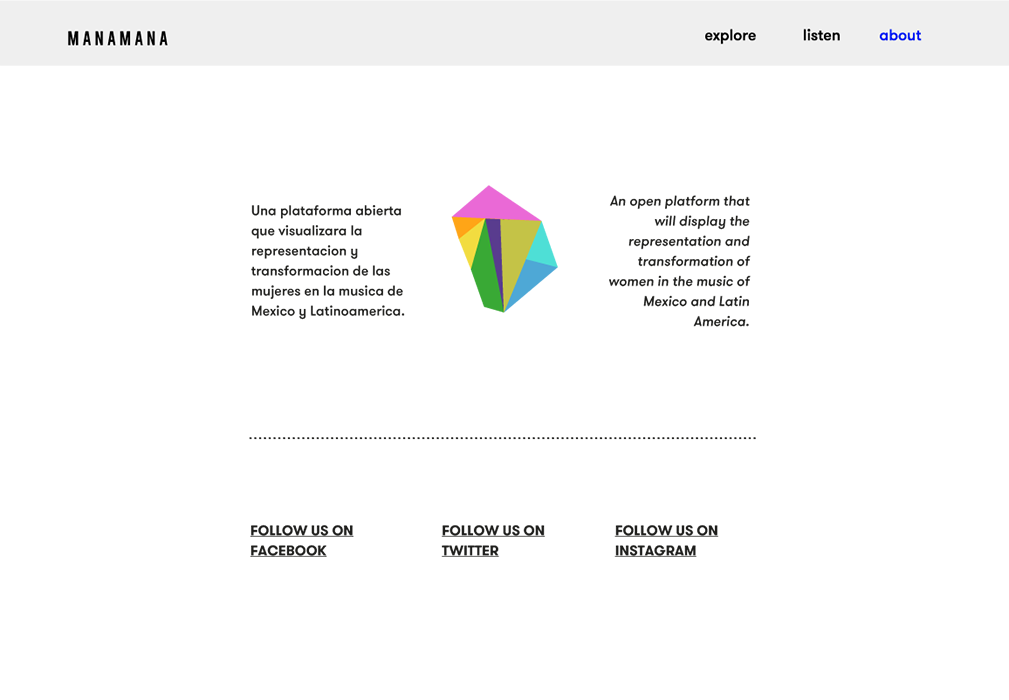 MANAMANA
explore
listen
about
Una plataforma abierta
que visualizara la
representacion y
transformacion de las
mujeres en la musica de
Mexico y Latinoamerica.
An open platform that
will display the
representation and
transformation of
women in the music of
Mexico and Latin
America.
FOLLOW US ON
FACEBOOK
FOLLOW US ON
TWITTER
FOLLOW US ON
INSTAGRAM